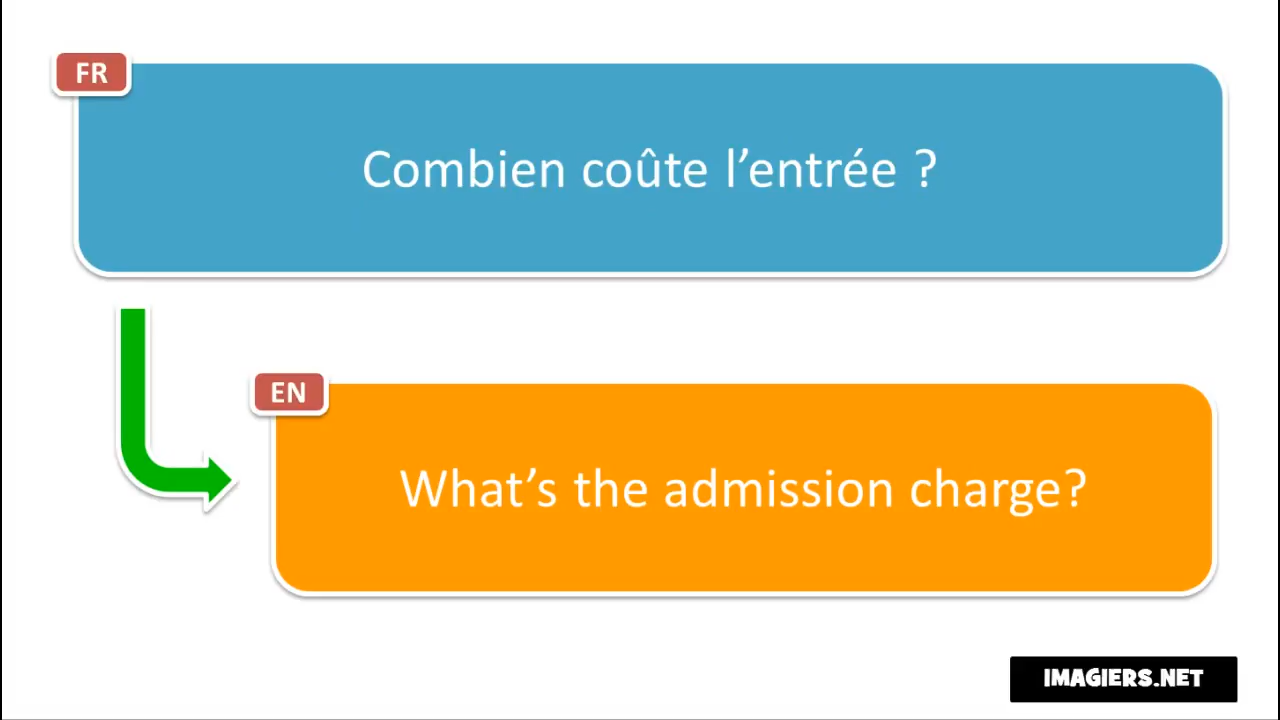 FR
Combien coûte l’entrée ?
EN
What’s the admission charge?
IMAGIERS.NET